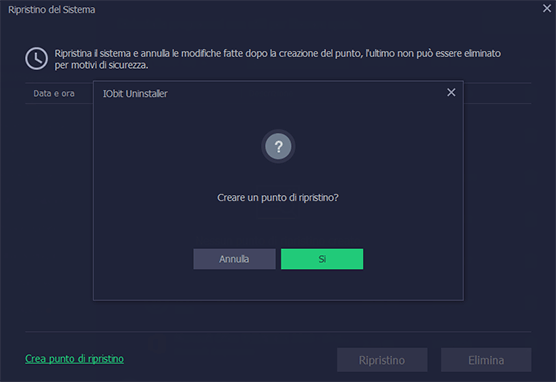 Ripristino del Sistema
Ripristina il sistema e annulla le modifiche fatte dopo la creazione del punto, l'ultimo non può essere eliminato
per motivi di sicurezza.
Data e ora
IObit Uninstaller
?
Creare un punto di ripristino?
Annulla
Sì
Crea punto di ripristino
Ripristino
Elimina